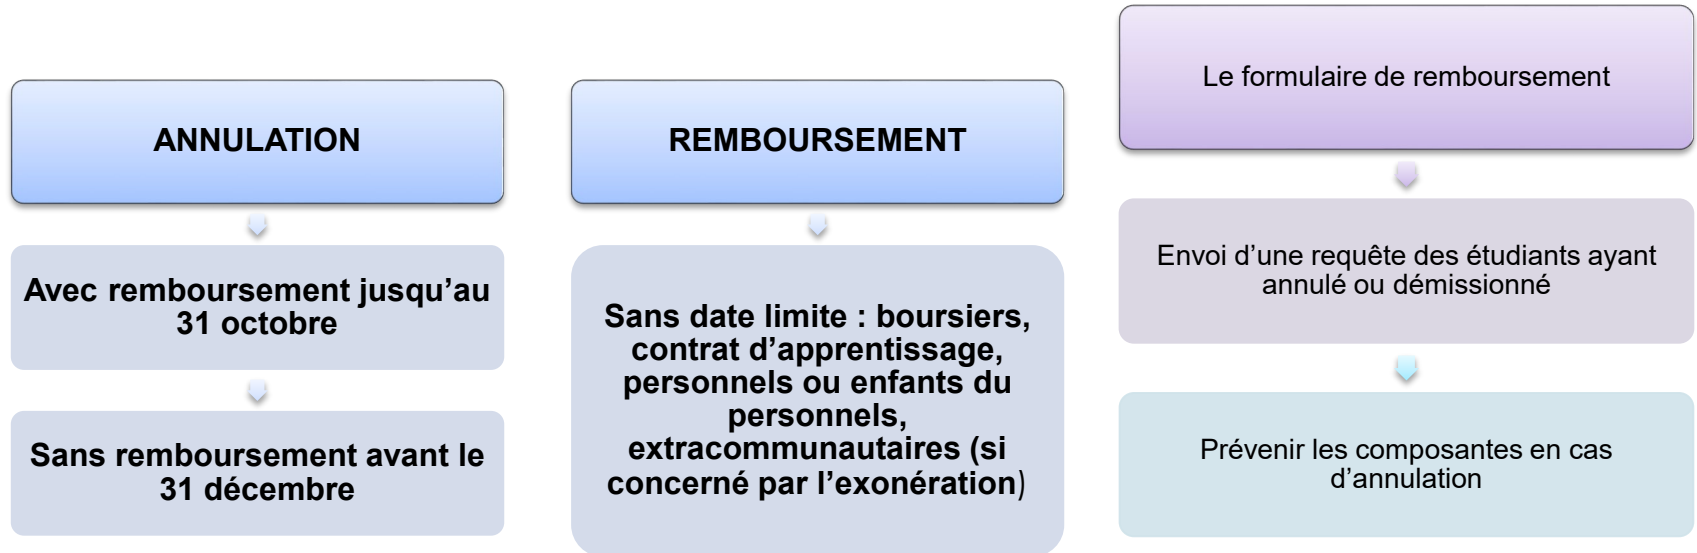 ANNULATION
Avec remboursement jusqu’au
31 octobre
Sans remboursement avant le
31 décembre
REMBOURSEMENT
Sans date limite : boursiers,
contrat d’apprentissage,
personnels ou enfants du
personnels,
extracommunautaires (si
concerné par l’exonération)
Le formulaire de remboursement
Envoi d’une requête des étudiants ayant
annulé ou démissionné
Prévenir les composantes en cas
d’annulation